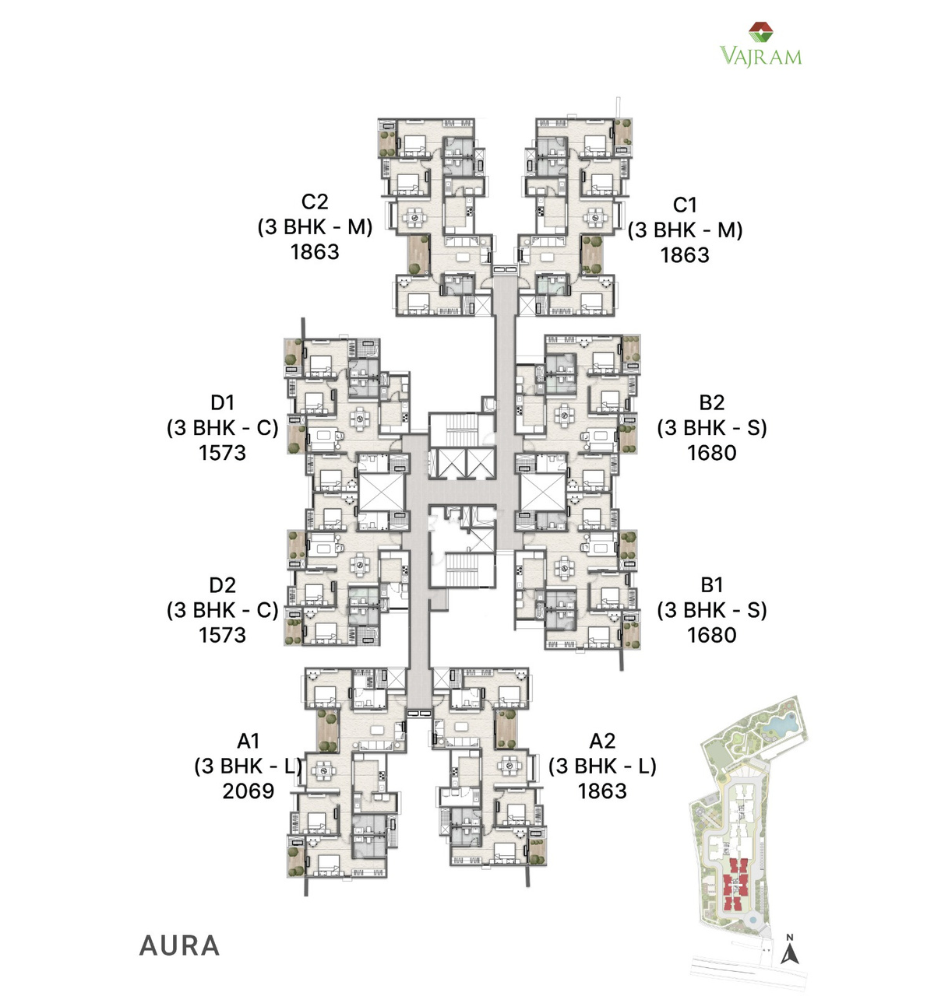 VAJRAM
C2
(3 BHK - M)
1863
C1
(3 BHK - M)
1863
D1
(3 BHK - C)
1573
B2
(3 BHK - S)
1680
D2
(3 BHK - C)
1573
B1
(3 BHK - S)
1680
A1
(3 BHK - L)
2069
A2
(3 BHK - L)
1863
AURA
N